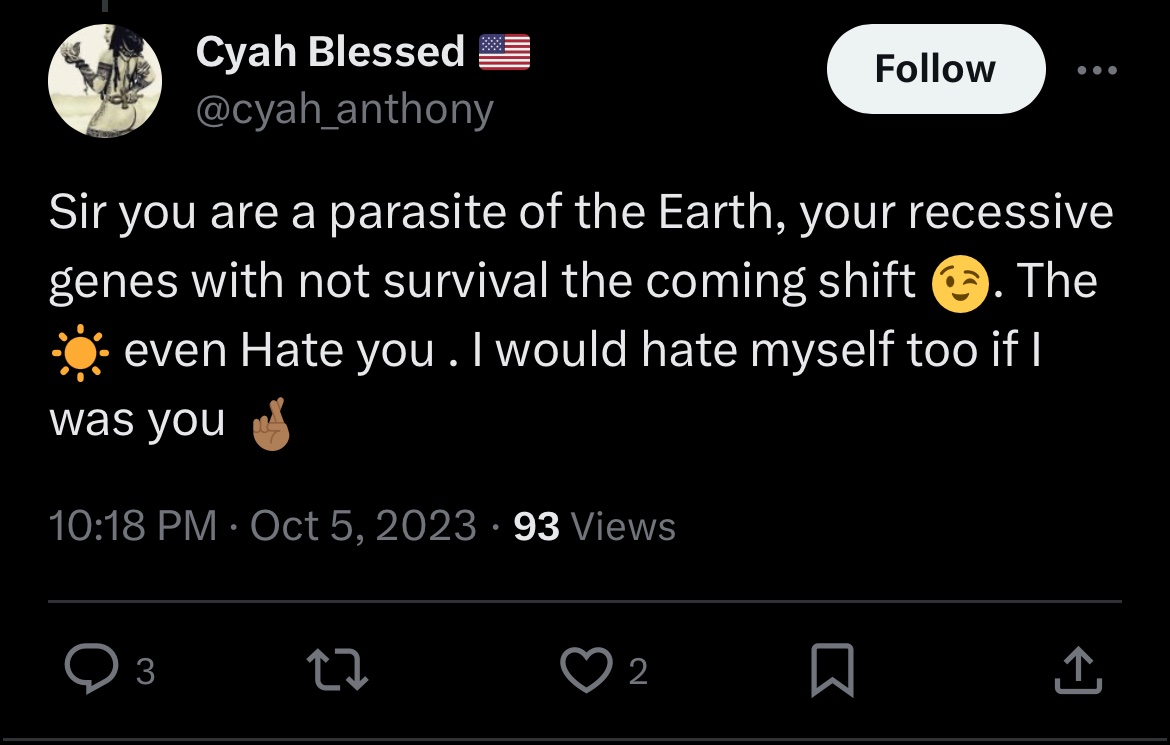 Cyah Blessed 🇺🇸
@cyah_anthony
Follow
Sir you are a parasite of the Earth, your recessive
genes with not survival the coming shift 😉. The
☀️ even Hate you . I would hate myself too if I
was you 🤞🏽
10:18 PM · Oct 5, 2023 · 93 Views
3
2